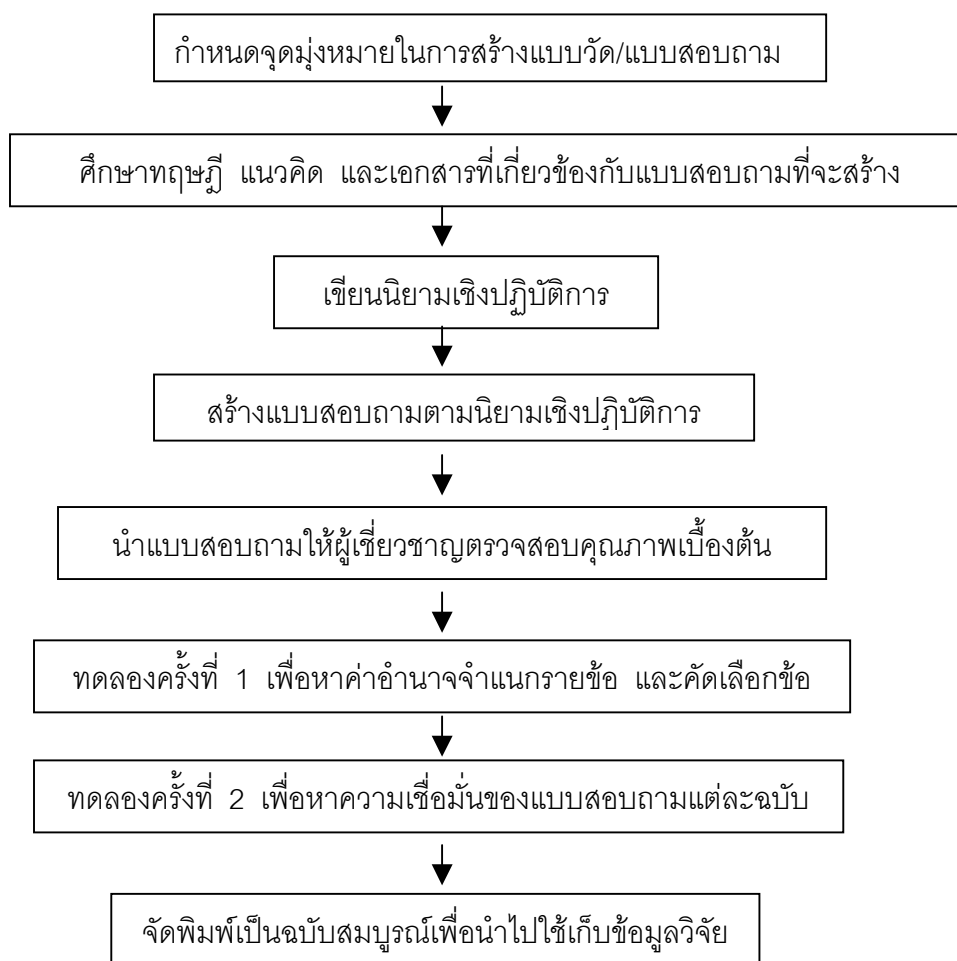 กำหนดจุดมุ่งหมายในการสร้างแบบวัด/แบบสอบถาม
ศึกษาทฤษฎี แนวคิด และเอกสารที่เกี่ยวข้องกับแบบสอบถามที่จะสร้าง
เขียนนิยามเชิงปฏิบัติการ
สร้างแบบสอบถามตามนิยามเชิงปฏิบัติการ
นำแบบสอบถามให้ผู้เชี่ยวชาญตรวจสอบคุณภาพเบื้องต้น
ทดลองครั้งที่ 1 เพื่อหาค่าอำนาจจำแนกรายข้อ และคัดเลือกข้อ
ทดลองครั้งที่ 2 เพื่อหาความเชื่อมั่นของแบบสอบถามแต่ละฉบับ
จัดพิมพ์เป็นฉบับสมบูรณ์เพื่อนำไปใช้เก็บข้อมูลวิจัย